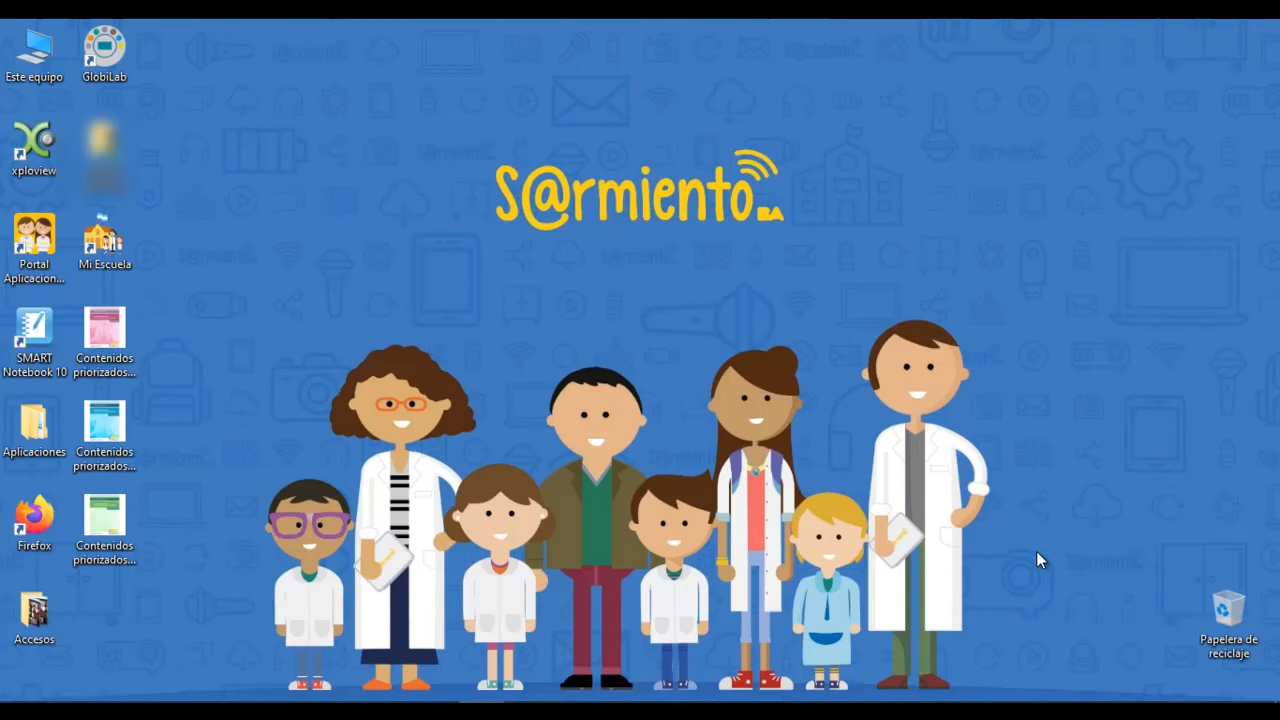 Este equipo
GlobiLab
xploview
Portal
Aplicacion...
Mi Escuela
SMART
Notebook 10
Contenidos
priorizados...
Aplicaciones
Contenidos
priorizados...
Firefox
Contenidos
priorizados...
Accesos
S@rmiento BA
Papelera de
reciclaje